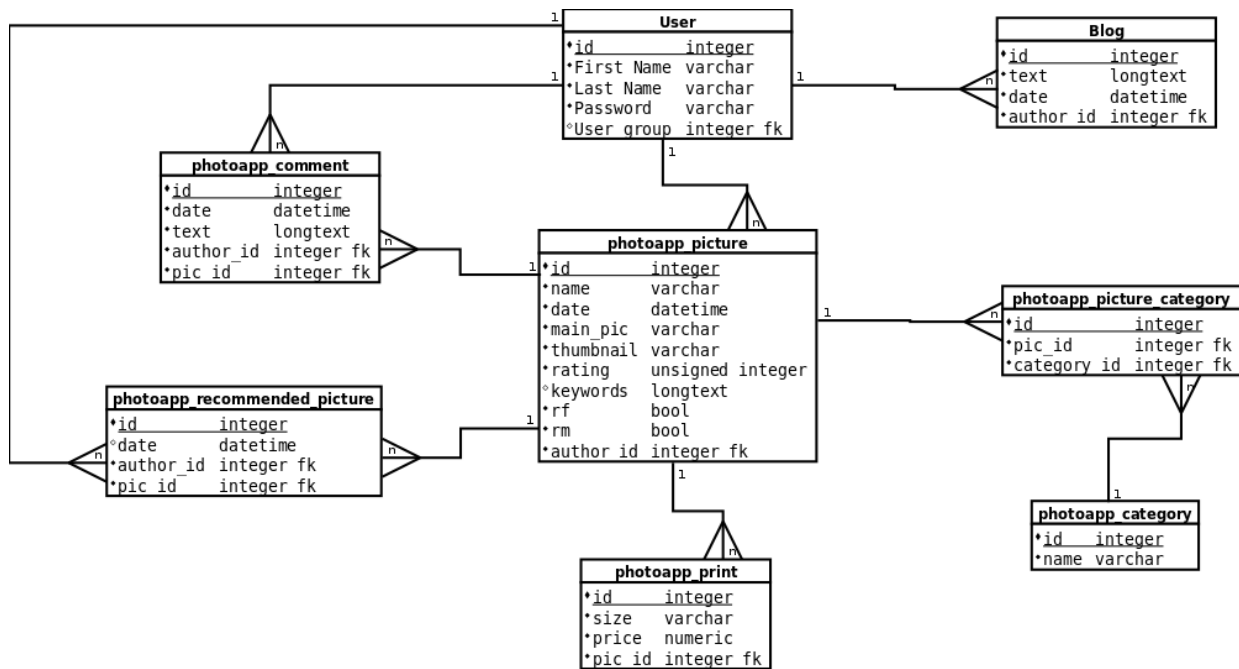 User
id integer
First Name varchar
Last Name varchar
Password varchar
User group integer fk
1
1
1
1
Blog
id integer
text longtext
date datetime
author id integer fk
n
photoapp_comment
id integer
date datetime
text longtext
author_id integer fk
pic id integer fk
n
n
photoapp_picture
id integer
name varchar
date datetime
main_pic varchar
thumbnail varchar
rating unsigned integer
keywords longtext
rf bool
rm bool
author id integer fk
n
1
1
1
1
photoapp_picture_category
id integer
pic_id integer fk
category id integer fk
n
n
photoapp_recommended_picture
id integer
date datetime
author_id integer fk
pic id integer fk
n
n
photoapp_category
id integer
name varchar
1
photoapp_print
id integer
size varchar
price numeric
pic id integer fk
n